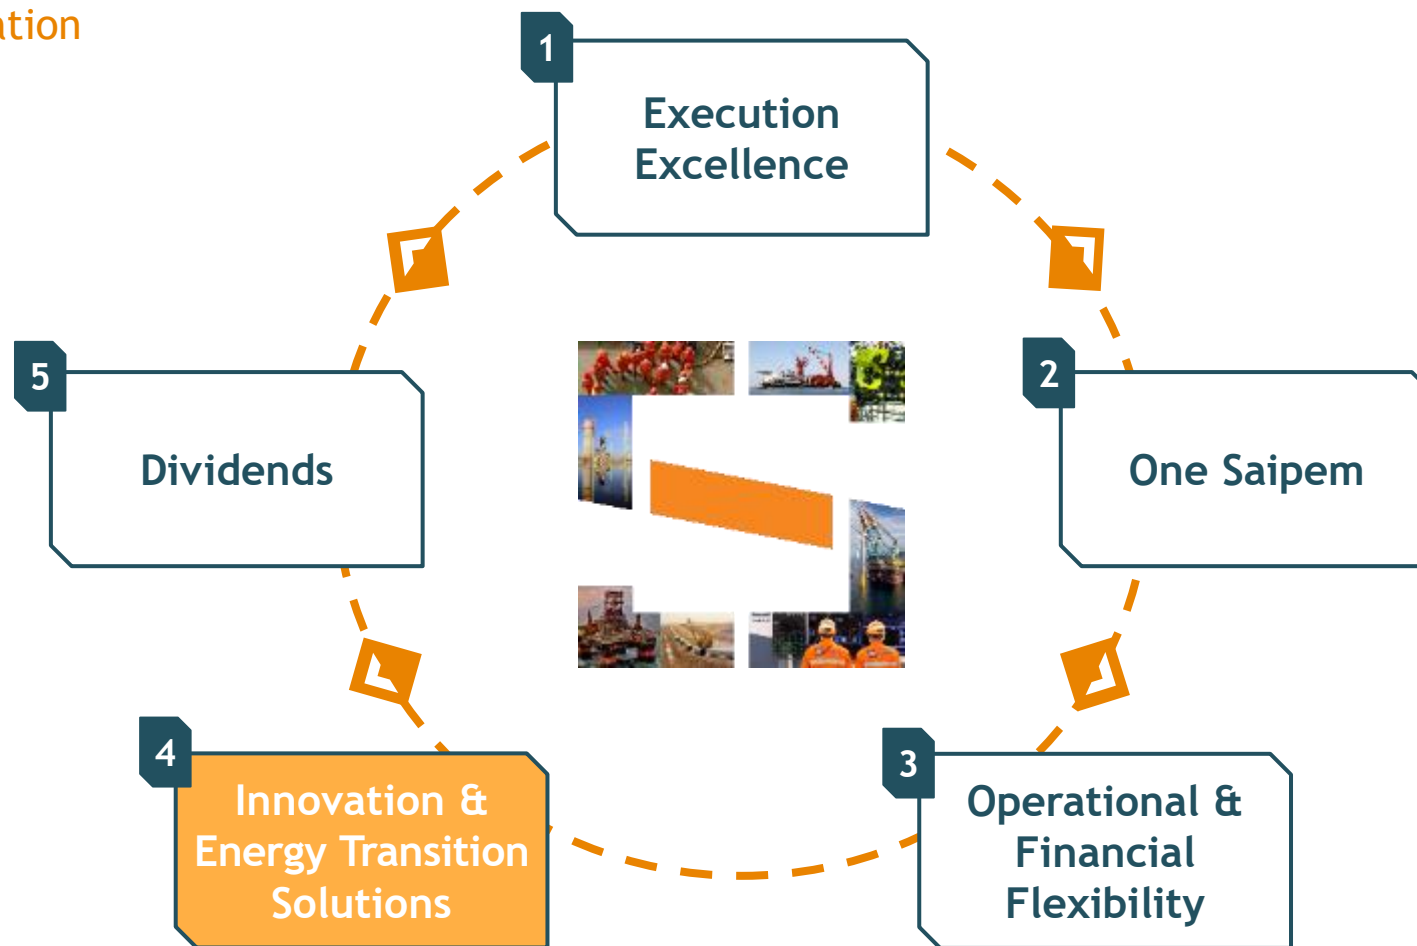 ation
1
Execution
Excellence
2
One Saipem
3
Operational &
Financial
Flexibility
4
Innovation &
Energy Transition
Solutions
5
Dividends